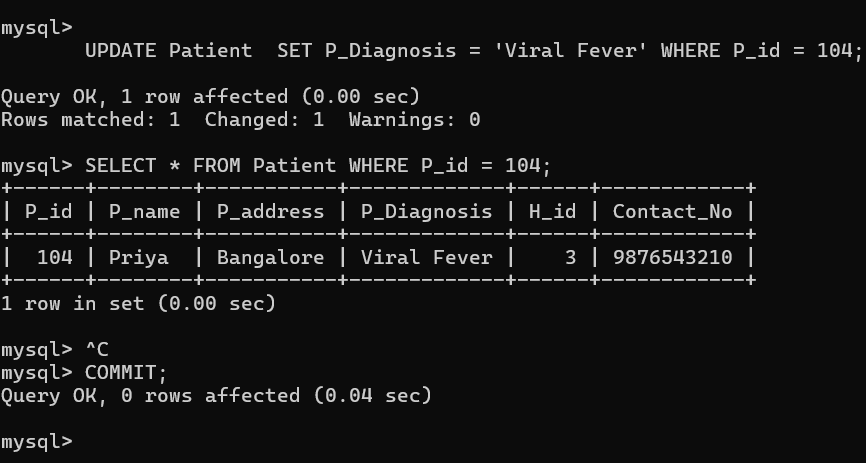 mysql>
       UPDATE Patient  SET P_Diagnosis = 'Viral Fever' WHERE P_id = 104;
Query OK, 1 row affected (0.00 sec)
Rows matched: 1  Changed: 1  Warnings: 0
mysql> SELECT * FROM Patient WHERE P_id = 104;
+------+--------+-----------+-------------+------+------------+
| P_id | P_name | P_address | P_Diagnosis | H_id | Contact_No |
+------+--------+-----------+-------------+------+------------+
|  104 | Priya  | Bangalore | Viral Fever |    3 | 9876543210 |
+------+--------+-----------+-------------+------+------------+
1 row in set (0.00 sec)
mysql> ^C
mysql> COMMIT;
Query OK, 0 rows affected (0.04 sec)
mysql>